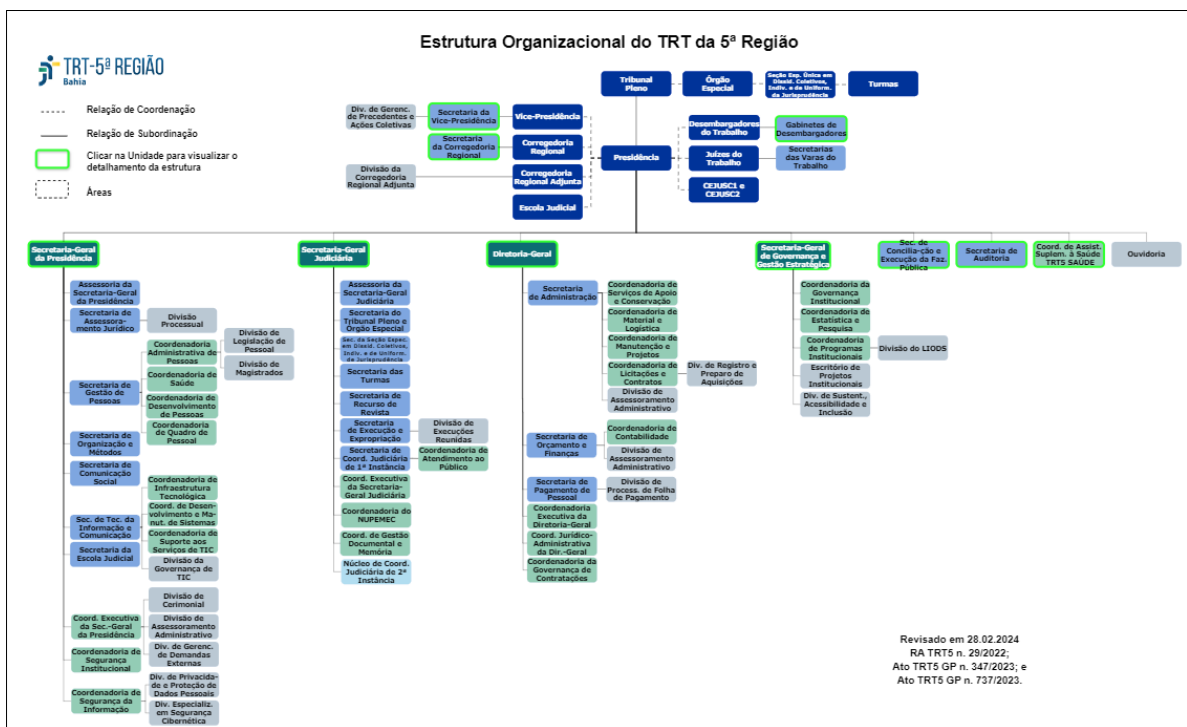 Estrutura Organizacional do TRT da 5ª Região
TRT-5ª REGIÃO
Bahia
Relação de Coordenação
Relação de Subordinação
Clicar na Unidade para visualizar o
detalhamento da estrutura
Áreas
Tribunal
Pleno
Órgão
Especial
Seção Esp. Única em
Dissíd. Coletivos,
Indiv. e de Uniform.
da Jurisprudência
Turmas
Div. de Gerenc.
de Precedentes e
Ações Coletivas
Secretaria da
Vice-Presidência
Vice-Presidência
Secretaria
da Corregedoria
Regional
Corregedoria
Regional
Divisão da
Corregedoria
Regional Adjunta
Corregedoria
Regional Adjunta
Escola Judicial
Presidência
Desembargadores
do Trabalho
Gabinetes de
Desembargadores
Juízes do
Trabalho
Secretarias
das Varas do
Trabalho
CEJUSC1 e
CEJUSC2
Secretaria-Geral
da Presidência
Secretaria-Geral
Judiciária
Diretoria-Geral
Secretaria-Geral
de Governança e
Gestão Estratégica
Sec. de
Concilia-ção e
Execução da Faz.
Pública
Secretaria de
Auditoria
Coord. de Assist.
Suplem. à Saúde
TRT5 SAÚDE
Ouvidoria
Assessoria da
Secretaria-Geral
da Presidência
Secretaria de
Assessora-
mento Jurídico
Divisão
Processual
Secretaria de
Gestão de
Pessoas
Coordenadoria
Administrativa de
Pessoas
Divisão de
Legislação de
Pessoal
Divisão de
Magistrados
Coordenadoria de
Saúde
Coordenadoria de
Desenvolvimento
de Pessoas
Coordenadoria
de Quadro de
Pessoal
Secretaria de
Organização e
Métodos
Secretaria de
Comunicação
Social
Sec. de Tec. da
Informação e
Comunicação
Coordenadoria de
Infraestrutura
Tecnológica
Coord. de Desen-
volvimento e Ma-
nut. de Sistemas
Coordenadoria de
Suporte aos
Serviços de TIC
Divisão da
Governança de
TIC
Secretaria da
Escola Judicial
Coord. Executiva
da Sec.-Geral
da Presidência
Divisão de
Cerimonial
Divisão de
Assessoramento
Administrativo
Div. de Gerenc.
de Demandas
Externas
Coordenadoria de
Segurança
Institucional
Coordenadoria de
Segurança da
Informação
Div. de Privacida-
de e Proteção de
Dados Pessoais
Div. Especializ.
em Segurança
Cibernética
Assessoria da
Secretaria-Geral
Judiciária
Secretaria do
Tribunal Pleno e
Órgão Especial
Sec. da Seção Espec.
em Dissíd. Coletivos,
Indiv. e de Uniform.
da Jurisprudência
Secretaria das
Turmas
Secretaria de
Recurso de
Revista
Secretaria
de Execução e
Expropriação
Divisão de
Execuções
Reunidas
Secretaria de
Coord. Judiciária
de 1ª Instância
Coordenadoria de
Atendimento ao
Público
Coord. Executiva
da Secretaria-
Geral Judiciária
Coordenadoria do
NUPEMEC
Coord. de Gestão
Documental e
Memória
Núcleo de Coord.
Judiciária de 2ª
Instância
Secretaria
de Administração
Coordenadoria de
Serviços de Apoio
e Conservação
Coordenadoria
de Material e
Logística
Coordenadoria de
Manutenção e
Projetos
Coordenadoria
de Licitações e
Contratos
Div. de Registro e
Preparo de
Aquisições
Divisão de
Assessoramento
Administrativo
Secretaria de
Orçamento e
Finanças
Coordenadoria de
Contabilidade
Divisão de
Assessoramento
Administrativo
Secretaria de
Pagamento de
Pessoal
Divisão de
Process. de Folha
de Pagamento
Coordenadoria
Executiva da
Diretoria-Geral
Coord. Jurídico-
Administrativa
da Dir.-Geral
Coordenadoria da
Governança de
Contratações
Coordenadoria da
Governança
Institucional
Coordenadoria de
Estatística e
Pesquisa
Coordenadoria
de Programas
Institucionais
Divisão do LIODS
Escritório de
Projetos
Institucionais
Div. de Sustent.,
Acessibilidade e
Inclusão
Revisado em 28.02.2024
RA TRT5 n. 29/2022;
Ato TRT5 GP n. 347/2023; e
Ato TRT5 GP n. 737/2023.